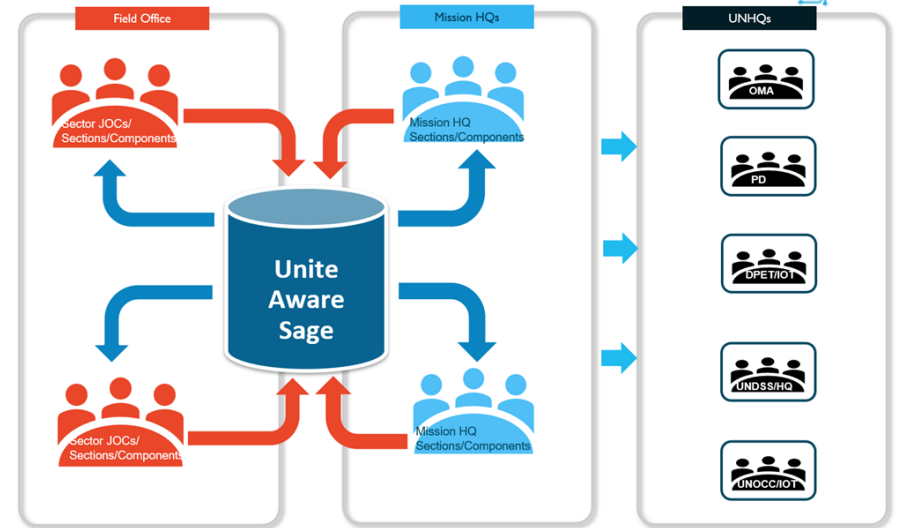 Field Office
Mission HQs
UNHQs
Sector JOCs/
Sections/Components
Mission HQ
Sections/Components
OMA
PD
Unite
Aware
Sage
DPET/IOT
UNDSS/HQ
Sector JOCs/
Sections/Components
Mission HQ
Sections/Components
UNOCC/IOT